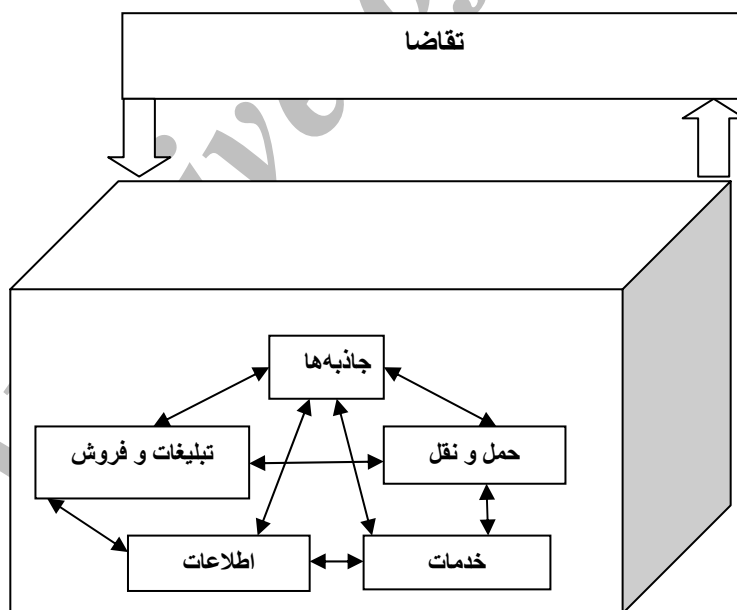 تقاضا
جاذبه‌ها
حمل و نقل
تبلیغات و فروش
خدمات
اطلاعات